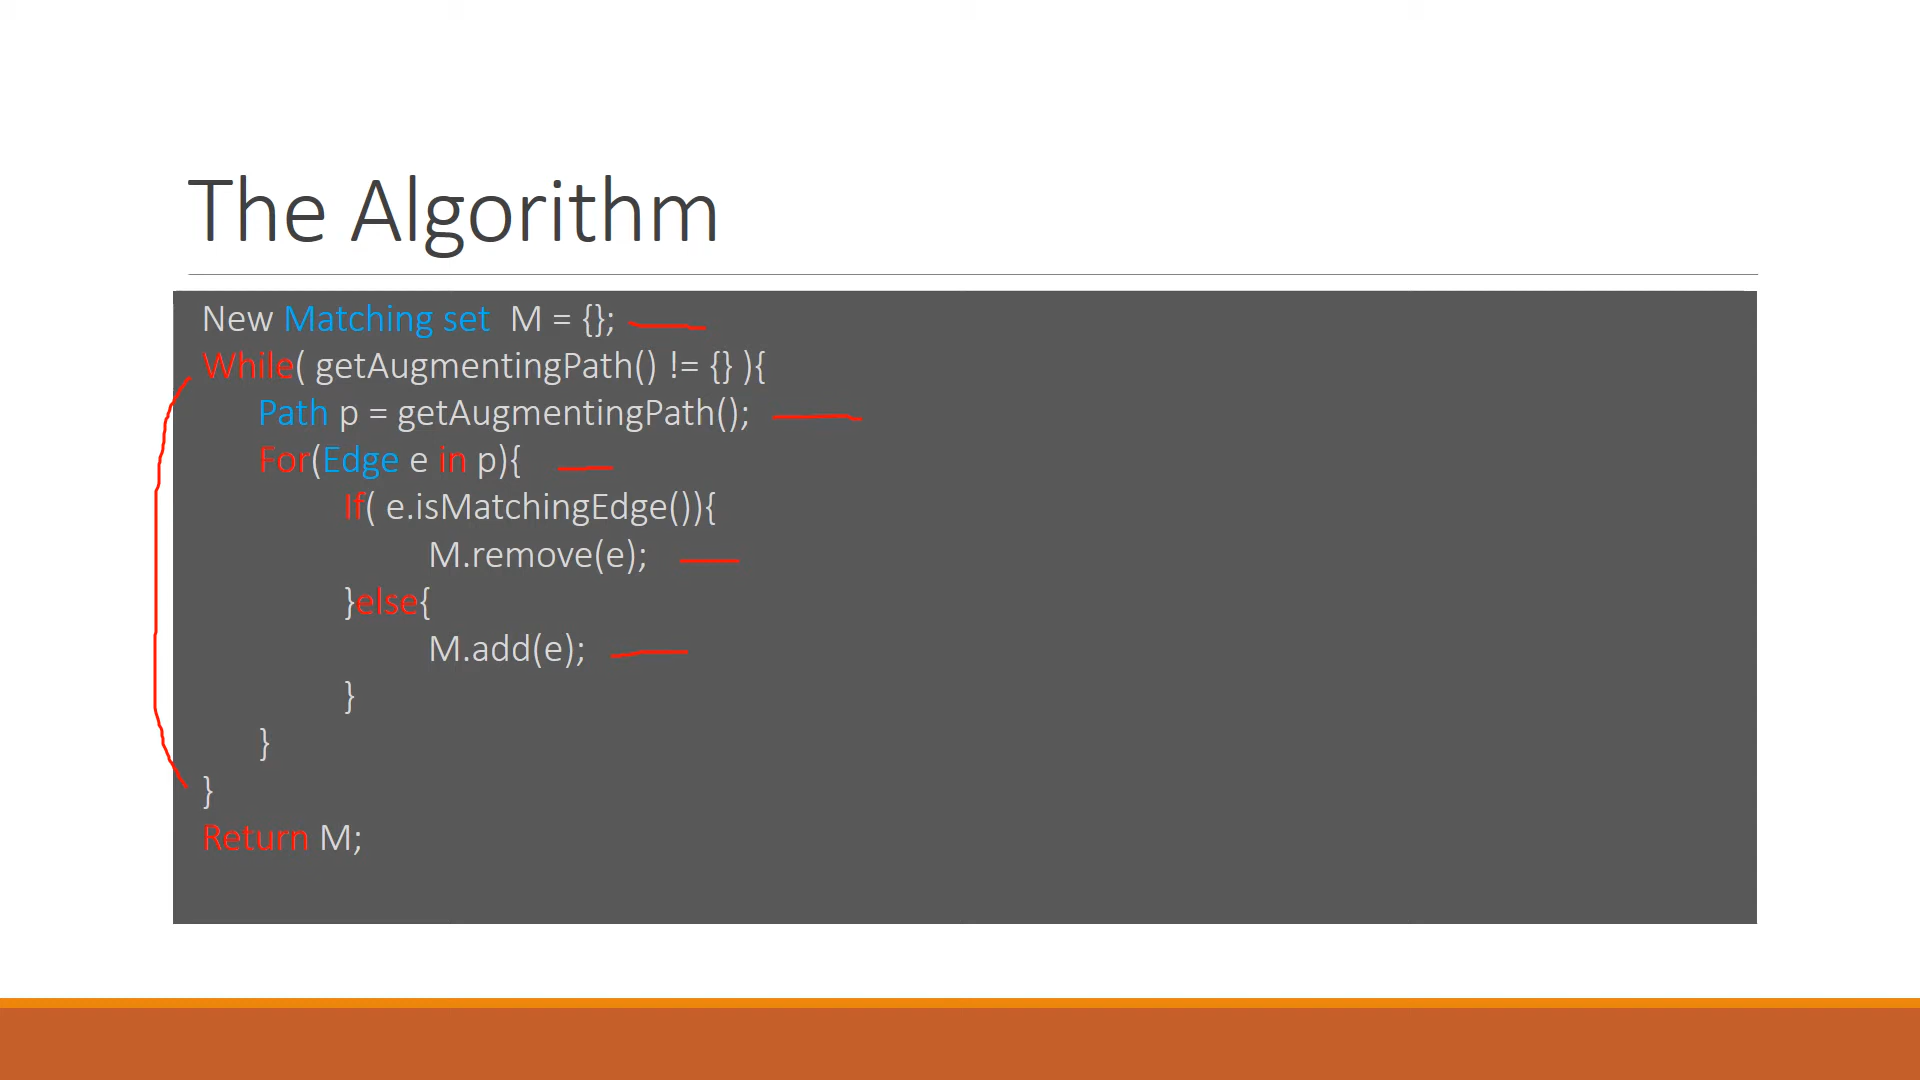 The Algorithm
New Matching set M = {};
While( getAugmentingPath() != {} ){
Path p = getAugmentingPath();
For(Edge e in p){
If( e.isMatchingEdge()){
M.remove(e);
}else{
M.add(e);
}
}
}
Return M;